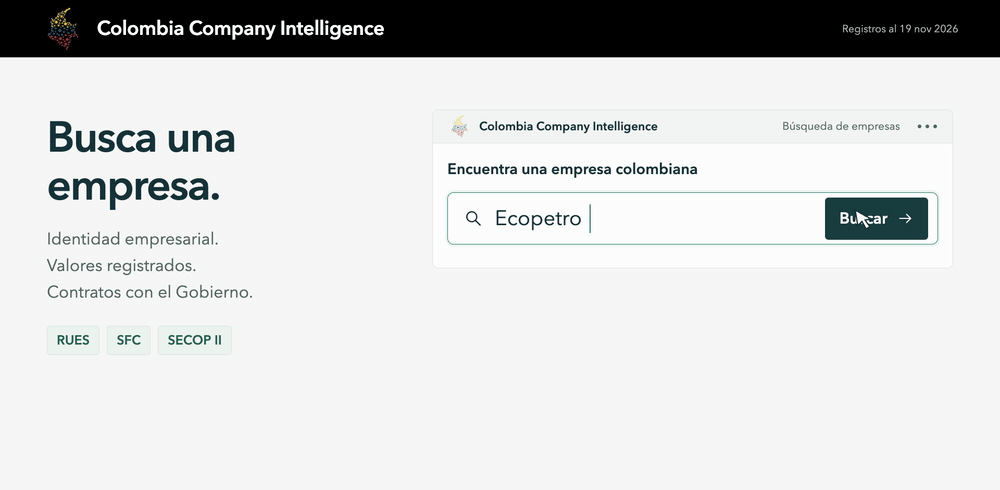 Colombia Company Intelligence
Registros al 19 nov 2026
Busca una
empresa.
Identidad empresarial.
Valores registrados.
Contratos con el Gobierno.
RUES
SFC
SECOP II
Colombia Company Intelligence
Búsqueda de empresas
Encuentra una empresa colombiana
Ecopetro
Buscar